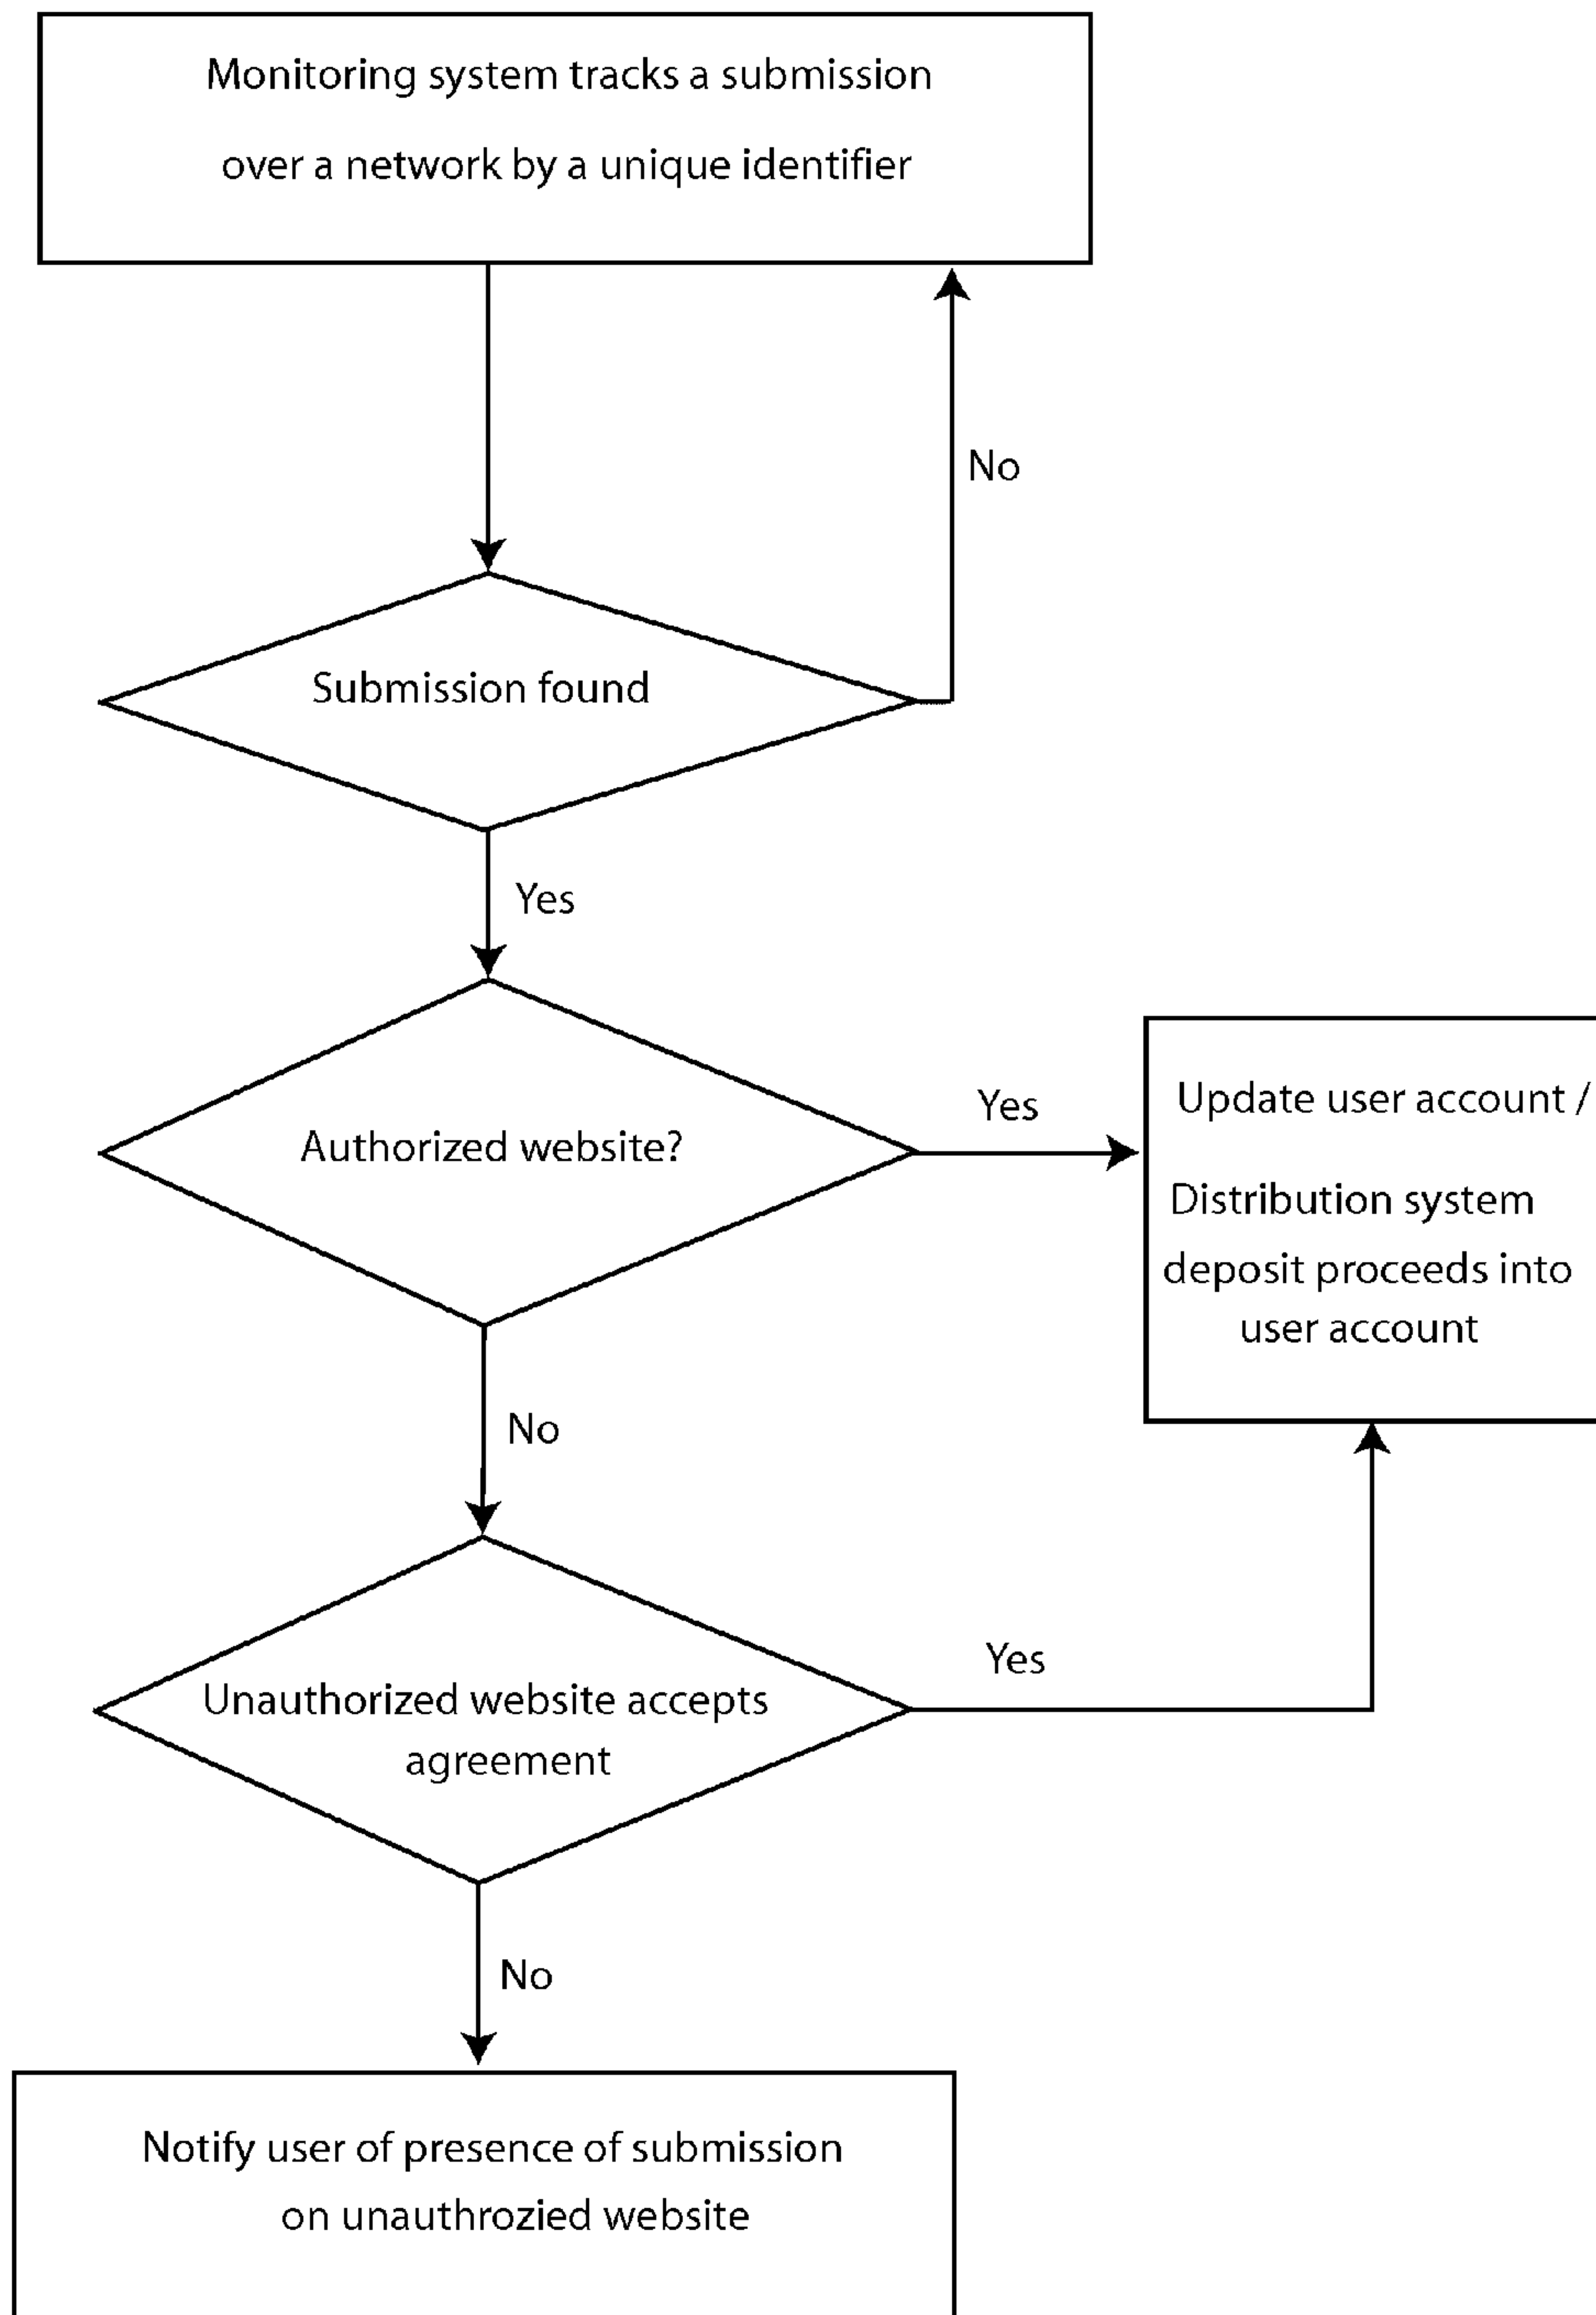 Monitoring system tracks a submission
over a network by a unique identifier
No
Submission found
Yes
Authorized website?
Yes
Update user account /
Distribution system
deposit proceeds into
user account
No
Unauthorized website accepts
agreement
Yes
No
Notify user of presence of submission
on unauthrozied website